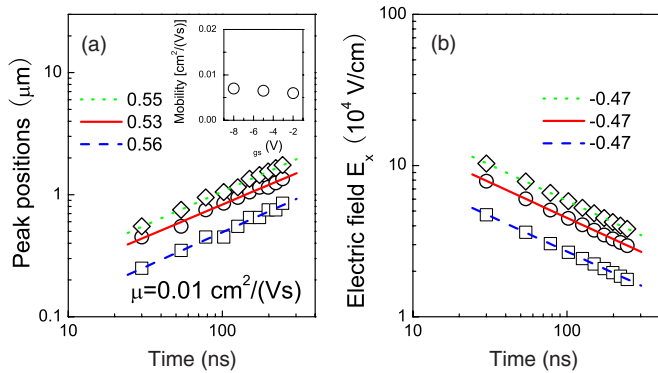 (a)
Peak positions (μm)
10
1
0.1
10
100
Time (ns)
0.55
0.53
0.56
μ=0.01 cm²/(Vs)
Mobility [cm²/(Vs)]
0.02
0.01
0.00
-8
-6
-4
-2
gs (V)
(b)
Electric field Eₓ (10⁴ V/cm)
100
10
1
10
100
Time (ns)
-0.47
-0.47
-0.47